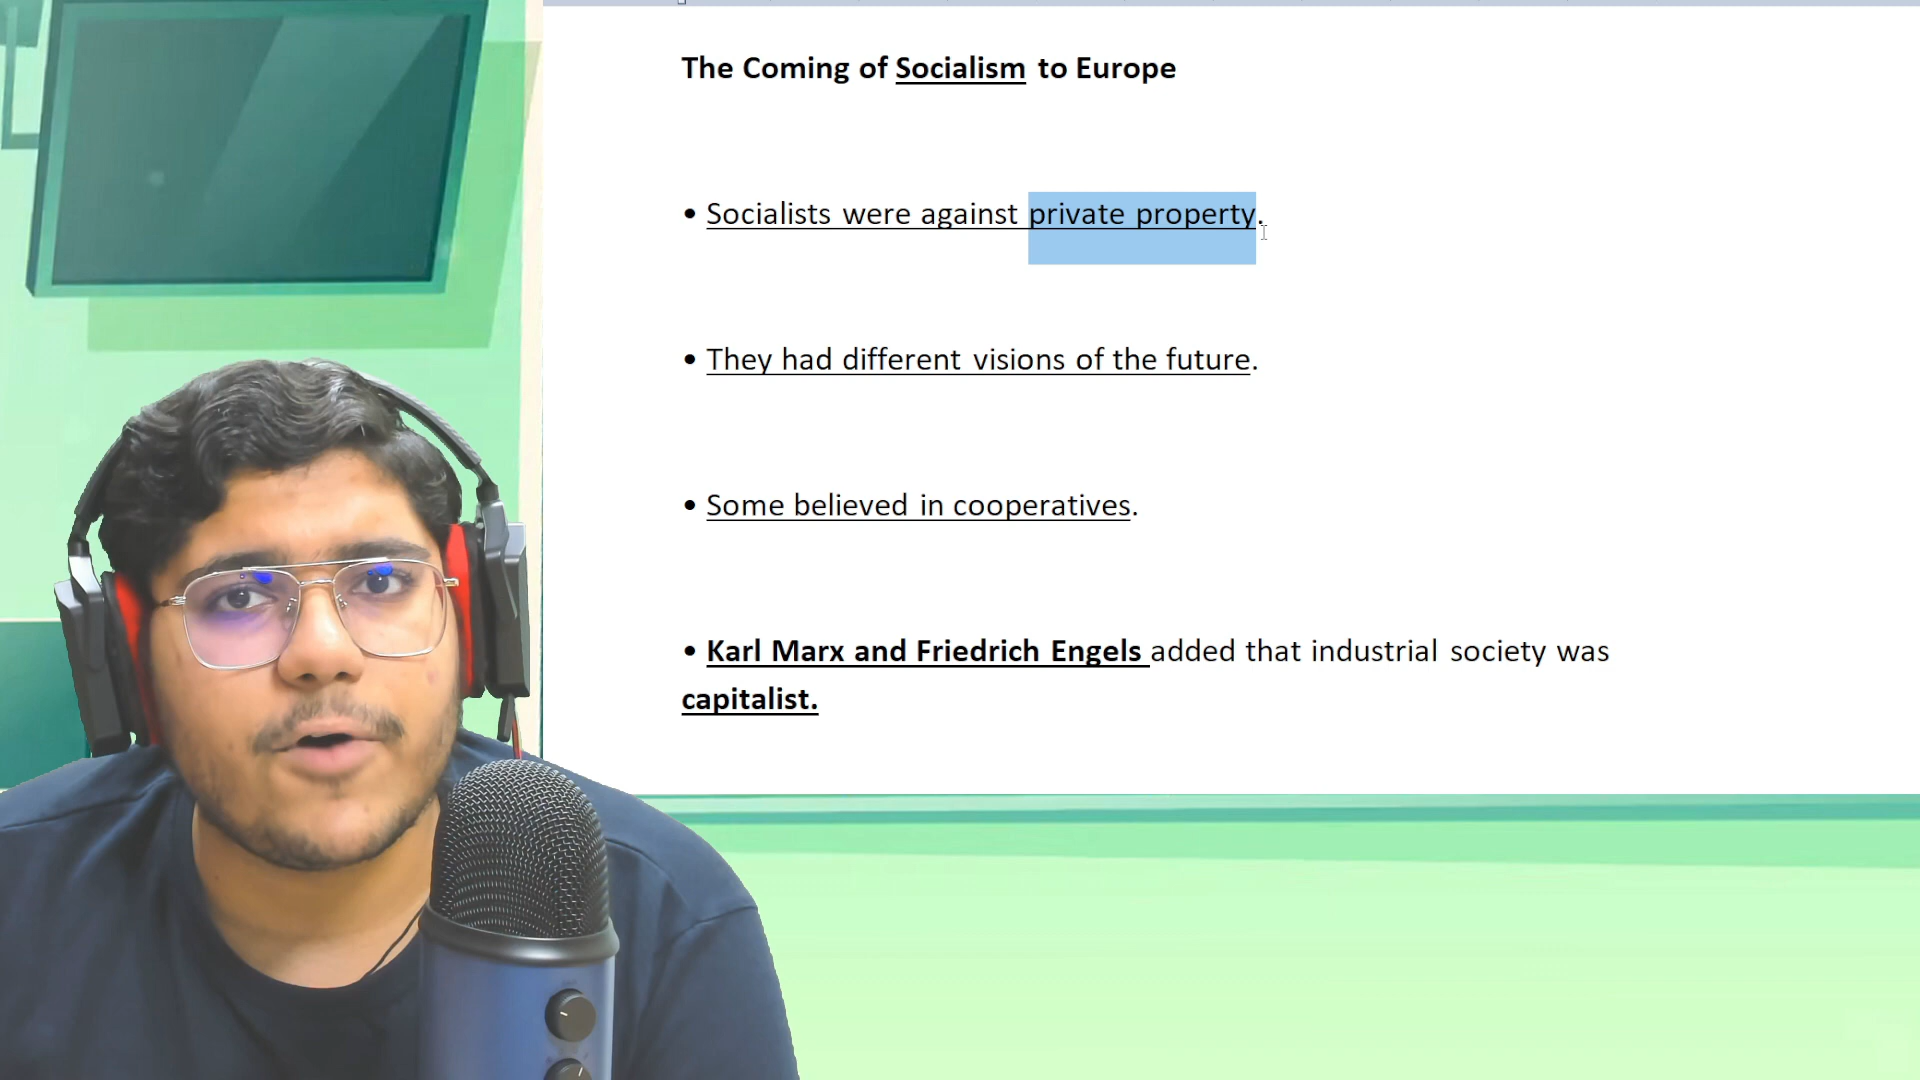 The Coming of Socialism to Europe
• Socialists were against private property.
• They had different visions of the future.
• Some believed in cooperatives.
• Karl Marx and Friedrich Engels added that industrial society was
capitalist.